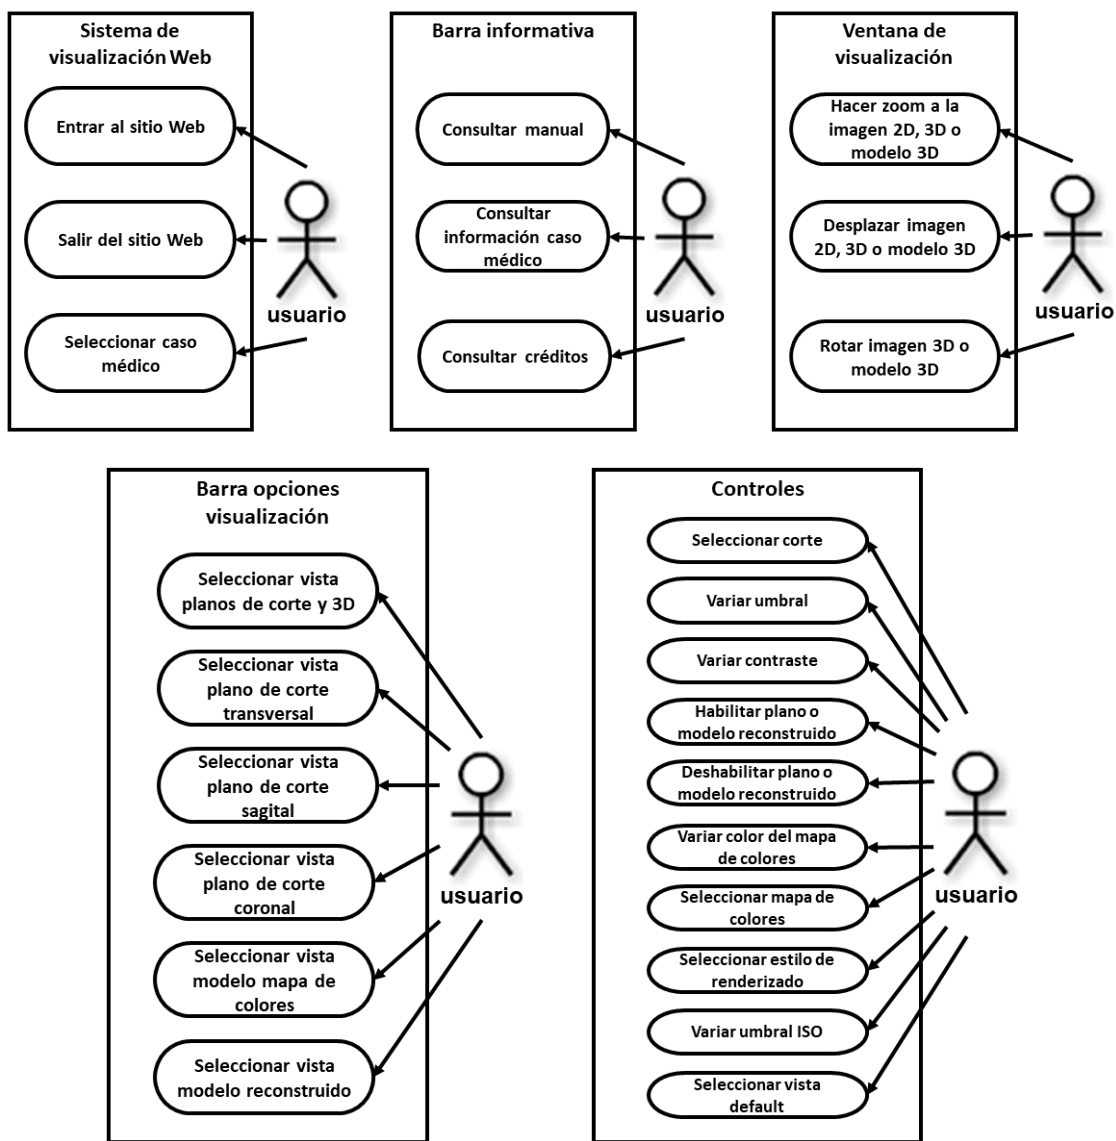 Sistema de
visualización Web
Entrar al sitio Web
Salir del sitio Web
Seleccionar caso
médico
usuario
Barra informativa
Consultar manual
Consultar
información caso
médico
Consultar créditos
usuario
Ventana de
visualización
Hacer zoom a la
imagen 2D, 3D o
modelo 3D
Desplazar imagen
2D, 3D o modelo 3D
Rotar imagen 3D o
modelo 3D
usuario
Barra opciones
visualización
Seleccionar vista
planos de corte y 3D
Seleccionar vista
plano de corte
transversal
Seleccionar vista
plano de corte
sagital
Seleccionar vista
plano de corte
coronal
Seleccionar vista
modelo mapa de
colores
Seleccionar vista
modelo reconstruido
usuario
Controles
Seleccionar corte
Variar umbral
Variar contraste
Habilitar plano o
modelo reconstruido
Deshabilitar plano o
modelo reconstruido
Variar color del mapa
de colores
Seleccionar mapa de
colores
Seleccionar estilo de
renderizado
Variar umbral ISO
Seleccionar vista
default
usuario